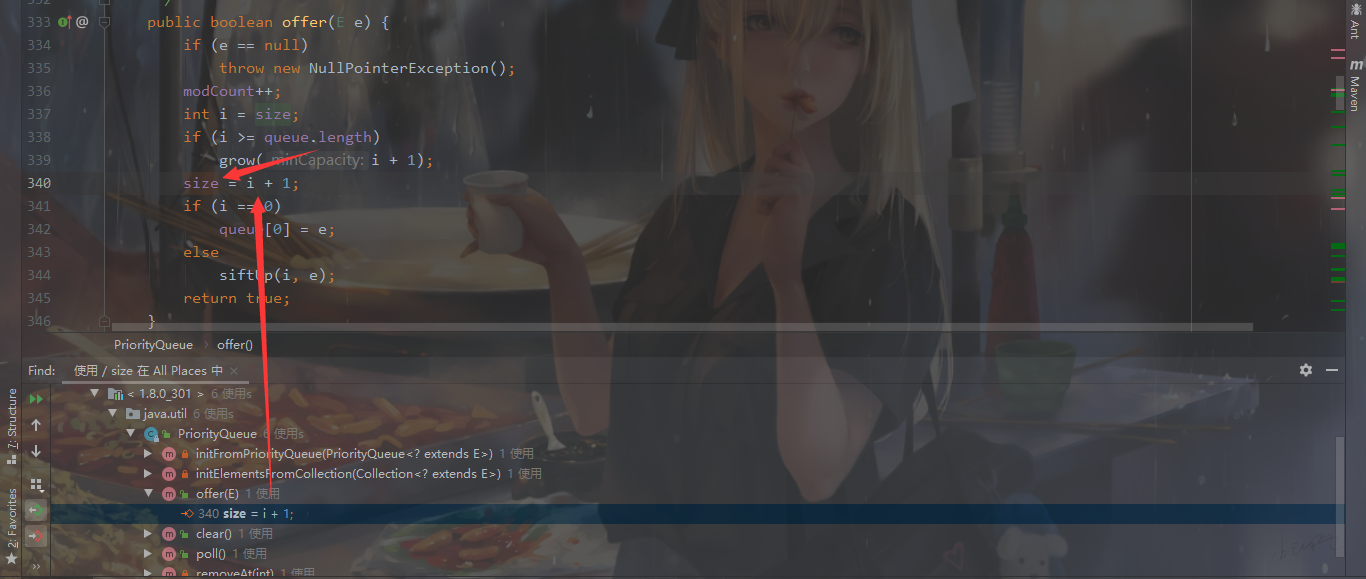 332 */
333 @ public boolean offer(E e) {
334 if (e == null)
335 throw new NullPointerException();
336 modCount++;
337 int i = size;
338 if (i >= queue.length)
339 grow( minCapacity: i + 1);
340 size = i + 1;
341 if (i == 0)
342 queue[0] = e;
343 else
344 siftUp(i, e);
345 return true;
346 }
PriorityQueue › offer()
Find: 使用 / size 在 All Places 中 ×
< 1.8.0_301 > 6 使用s
java.util 6 使用s
PriorityQueue 6 使用s
initFromPriorityQueue(PriorityQueue<? extends E>) 1 使用
initElementsFromCollection(Collection<? extends E>) 1 使用
offer(E) 1 使用
340 size = i + 1;
clear() 1 使用
poll() 1 使用
removeAt(int) 1 使用
7: Structure
2: Favorites
Ant
Maven